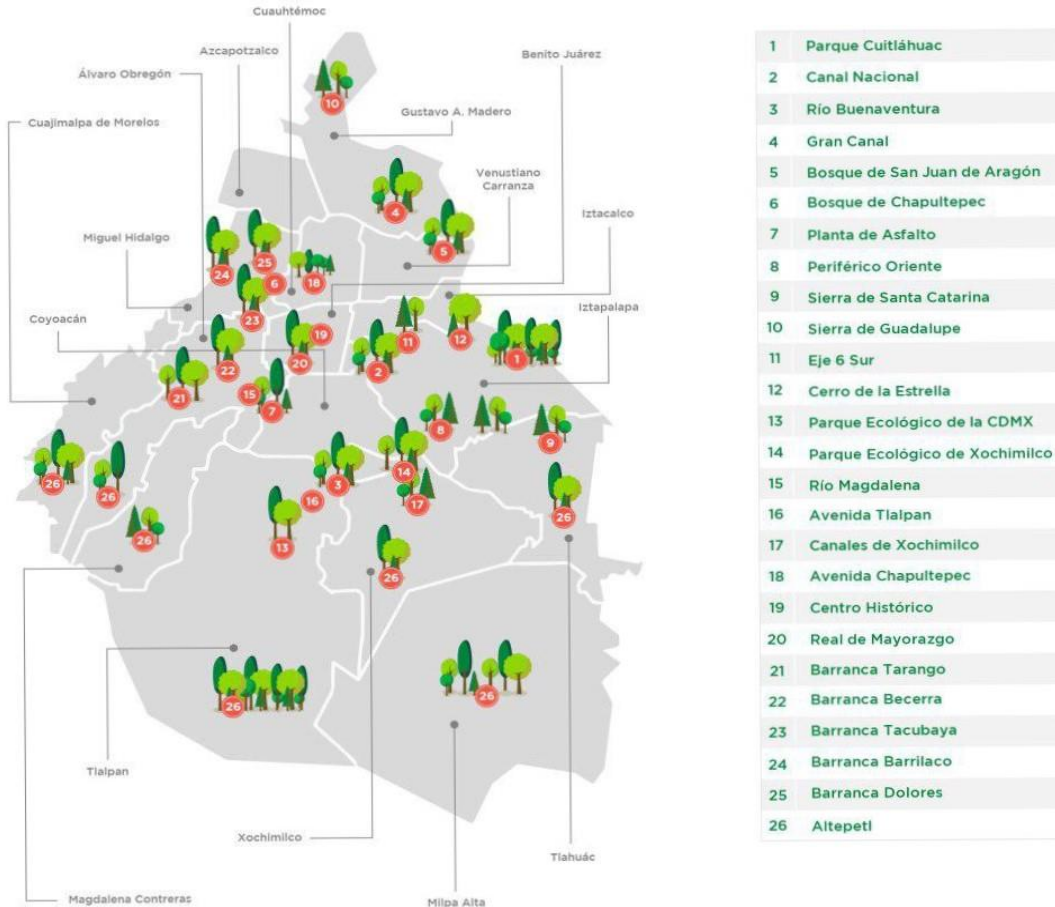 Cuauhtémoc
Azcapotzalco
Benito Juárez
Álvaro Obregón
10
Cuajimalpa de Morelos
Gustavo A. Madero
Venustiano
Carranza
4
Iztacalco
Miguel Hidalgo
5
24
25
6
18
Iztapalapa
Coyoacán
23
19
11
12
20
1
22
2
21
15
7
8
9
14
26
26
3
17
16
26
26
13
26
26
26
Tlalpan
Xochimilco
Tlahuác
Magdalena Contreras
Milpa Alta
1 Parque Cuitláhuac
2 Canal Nacional
3 Río Buenaventura
4 Gran Canal
5 Bosque de San Juan de Aragón
6 Bosque de Chapultepec
7 Planta de Asfalto
8 Periférico Oriente
9 Sierra de Santa Catarina
10 Sierra de Guadalupe
11 Eje 6 Sur
12 Cerro de la Estrella
13 Parque Ecológico de la CDMX
14 Parque Ecológico de Xochimilco
15 Río Magdalena
16 Avenida Tlalpan
17 Canales de Xochimilco
18 Avenida Chapultepec
19 Centro Histórico
20 Real de Mayorazgo
21 Barranca Tarango
22 Barranca Becerra
23 Barranca Tacubaya
24 Barranca Barrilaco
25 Barranca Dolores
26 Altepetl